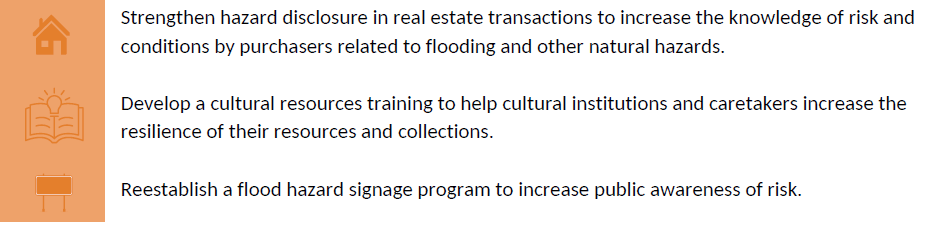 Strengthen hazard disclosure in real estate transactions to increase the knowledge of risk and
conditions by purchasers related to flooding and other natural hazards.
Develop a cultural resources training to help cultural institutions and caretakers increase the
resilience of their resources and collections.
Reestablish a flood hazard signage program to increase public awareness of risk.